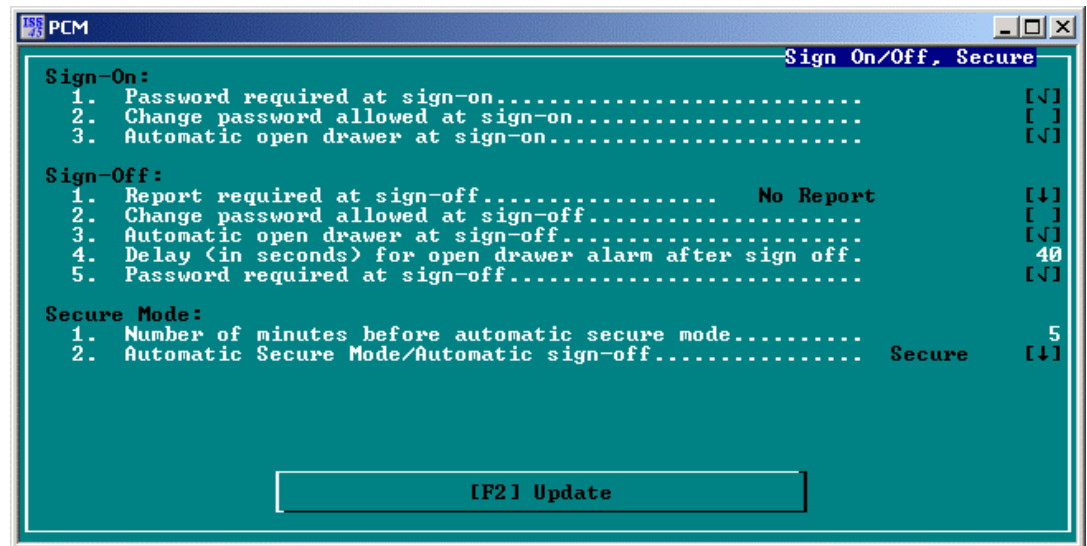 ISS 45 PCM
Sign On/Off, Secure
Sign-On:
1. Password required at sign-on............................ [√]
2. Change password allowed at sign-on...................... [ ]
3. Automatic open drawer at sign-on........................ [√]
Sign-Off:
1. Report required at sign-off.................. No Report [↓]
2. Change password allowed at sign-off..................... [ ]
3. Automatic open drawer at sign-off....................... [√]
4. Delay (in seconds) for open drawer alarm after sign off. 40
5. Password required at sign-off........................... [√]
Secure Mode:
1. Number of minutes before automatic secure mode.......... 5
2. Automatic Secure Mode/Automatic sign-off................ Secure [↓]
[F2] Update